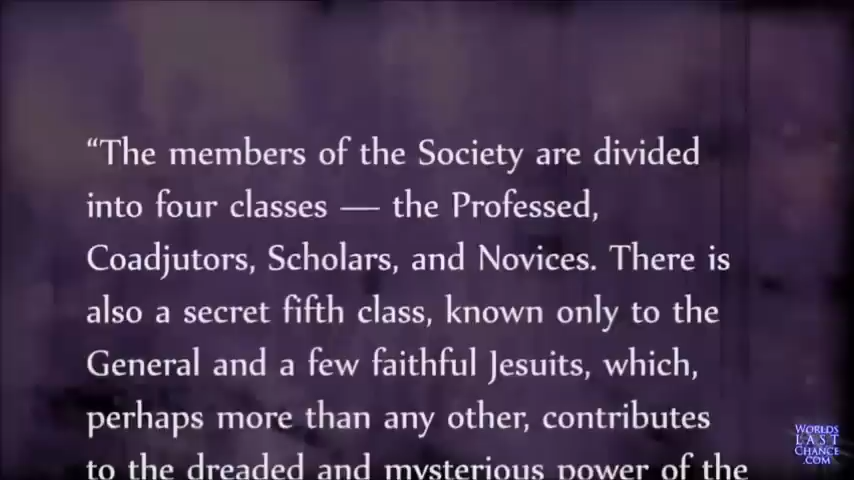 “The members of the Society are divided
into four classes — the Professed,
Coadjutors, Scholars, and Novices. There is
also a secret fifth class, known only to the
General and a few faithful Jesuits, which,
perhaps more than any other, contributes
to the dreaded and mysterious power of the
WORLDS
LAST
CHANCE
.COM